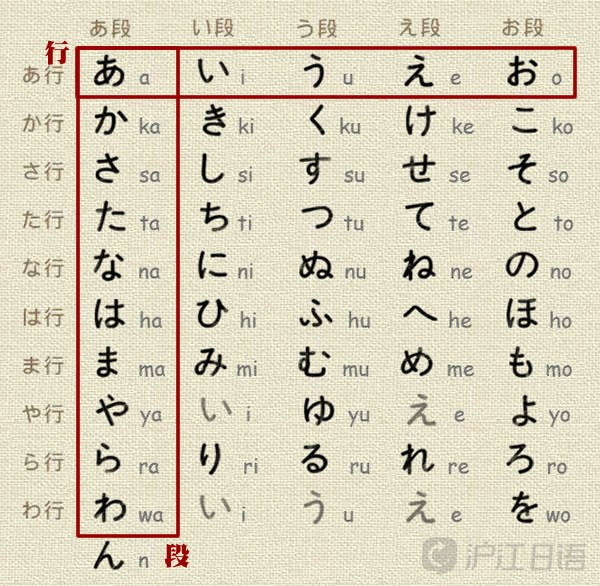 あ段 い段 う段 え段 お段
行
あ行 あ a い i う u え e お o
か行 か ka き ki く ku け ke こ ko
さ行 さ sa し si す su せ se そ so
た行 た ta ち ti つ tu て te と to
な行 な na に ni ぬ nu ね ne の no
は行 は ha ひ hi ふ hu へ he ほ ho
ま行 ま ma み mi む mu め me も mo
や行 や ya い i ゆ yu え e よ yo
ら行 ら ra り ri る ru れ re ろ ro
わ行 わ wa い i う u え e を wo
ん n 段
沪江日语